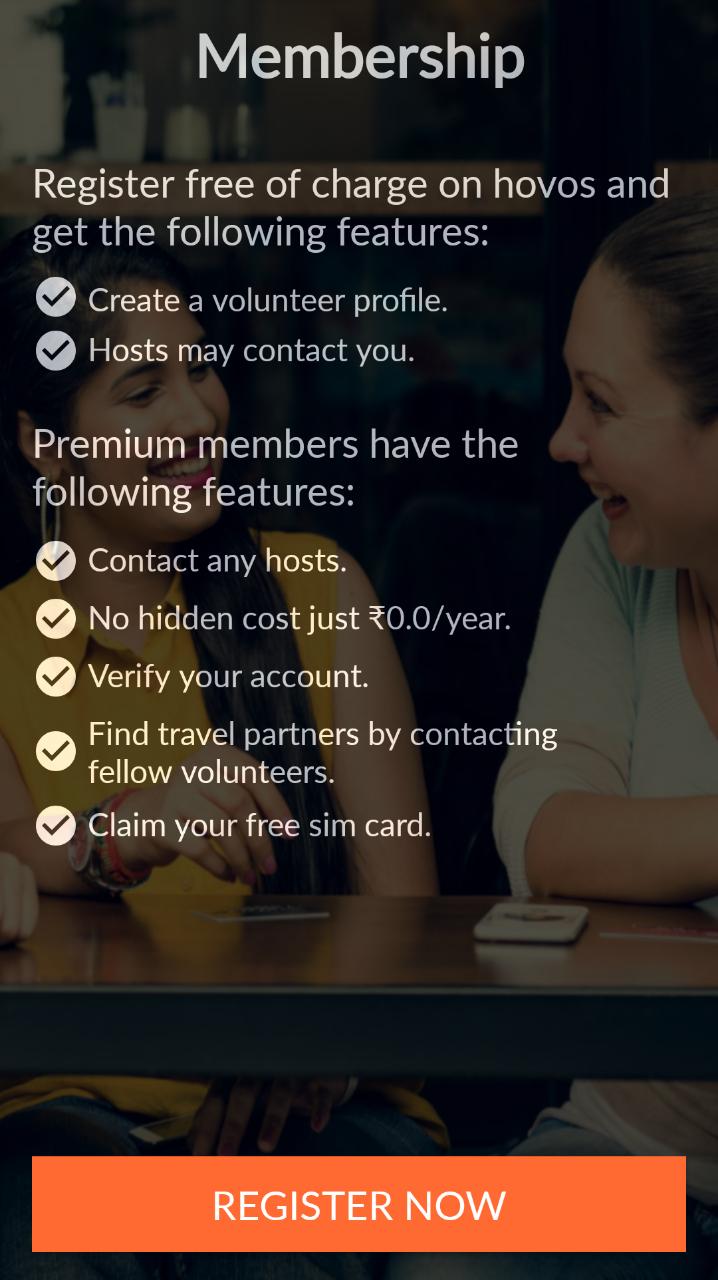 Membership
Register free of charge on hovos and
get the following features:
Create a volunteer profile.
Hosts may contact you.
Premium members have the
following features:
Contact any hosts.
No hidden cost just ₹0.0/year.
Verify your account.
Find travel partners by contacting
fellow volunteers.
Claim your free sim card.
REGISTER NOW